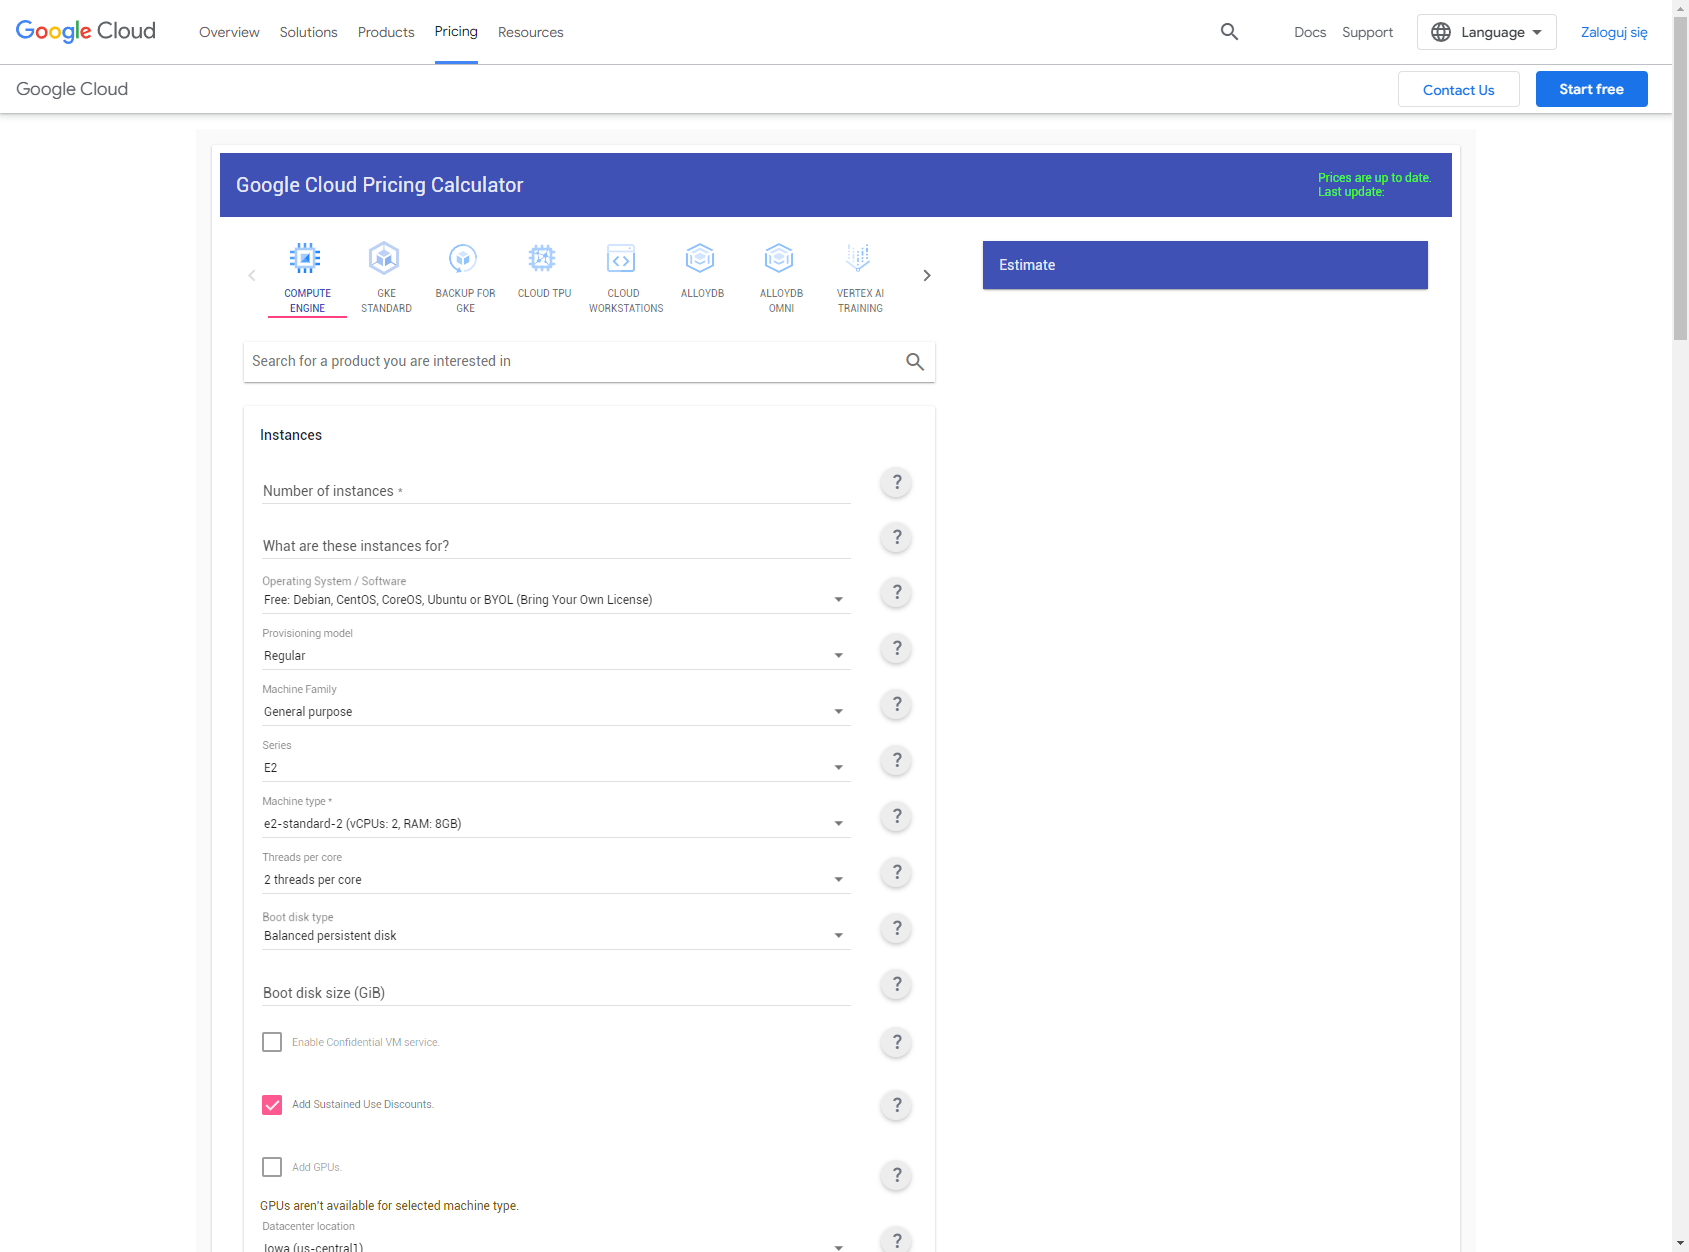 Google Cloud
Overview
Solutions
Products
Pricing
Resources
Docs
Support
Language
Zaloguj się
Google Cloud
Contact Us
Start free
Google Cloud Pricing Calculator
Prices are up to date.
Last update:
COMPUTE
ENGINE
GKE
STANDARD
BACKUP FOR
GKE
CLOUD TPU
CLOUD
WORKSTATIONS
ALLOYDB
ALLOYDB
OMNI
VERTEX AI
TRAINING
Estimate
Search for a product you are interested in
Instances
Number of instances *
?
What are these instances for?
?
Operating System / Software
Free: Debian, CentOS, CoreOS, Ubuntu or BYOL (Bring Your Own License)
?
Provisioning model
Regular
?
Machine Family
General purpose
?
Series
E2
?
Machine type *
e2-standard-2 (vCPUs: 2, RAM: 8GB)
?
Threads per core
2 threads per core
?
Boot disk type
Balanced persistent disk
?
Boot disk size (GiB)
?
Enable Confidential VM service.
?
Add Sustained Use Discounts.
?
Add GPUs.
?
GPUs aren't available for selected machine type.
Datacenter location
Iowa (us-central1)
?